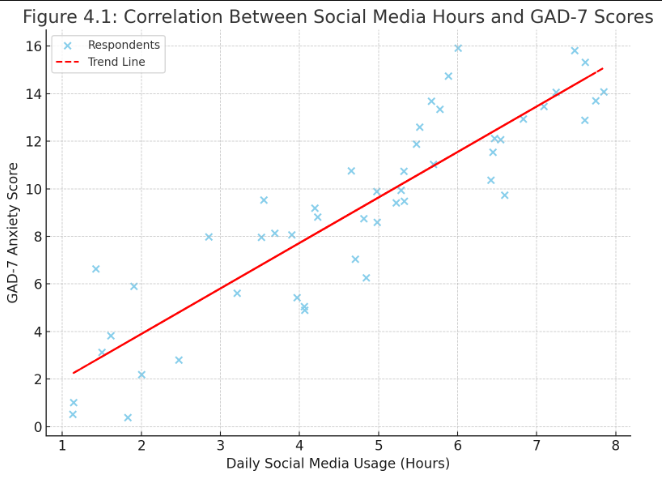 Figure 4.1: Correlation Between Social Media Hours and GAD-7 Scores
Respondents
Trend Line
GAD-7 Anxiety Score
16
14
12
10
8
6
4
2
0
1 2 3 4 5 6 7 8
Daily Social Media Usage (Hours)